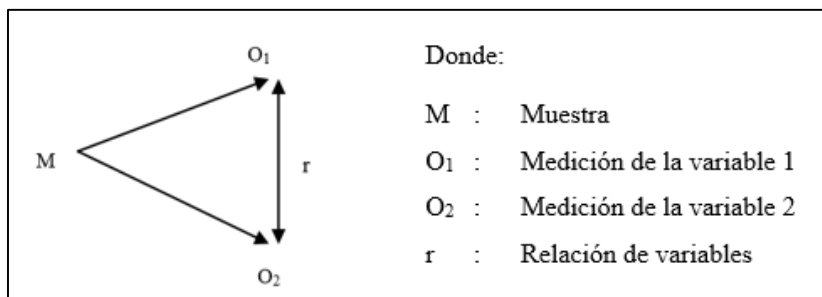 O₁
M
r
O₂
Donde:
M : Muestra
O₁ : Medición de la variable 1
O₂ : Medición de la variable 2
r : Relación de variables